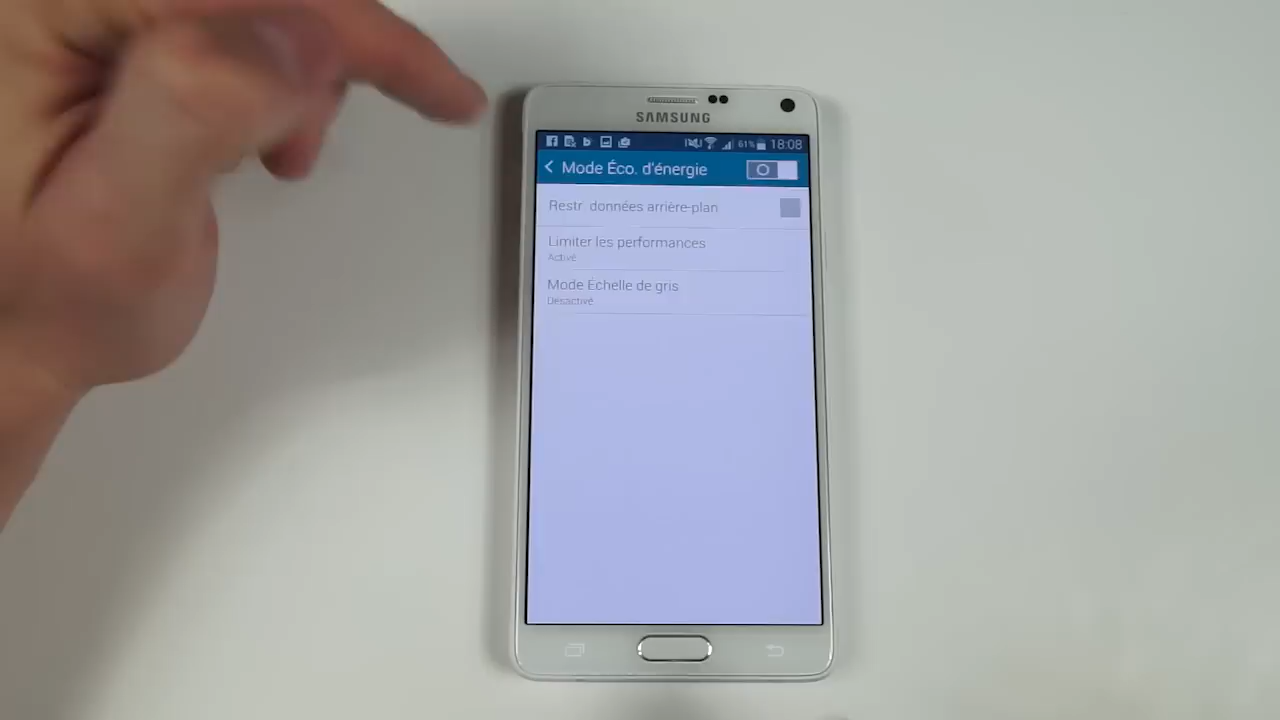 SAMSUNG
61% 18:08
Mode Éco. d'énergie
Restr. données arrière-plan
Limiter les performances
Activé
Mode Échelle de gris
Désactivé